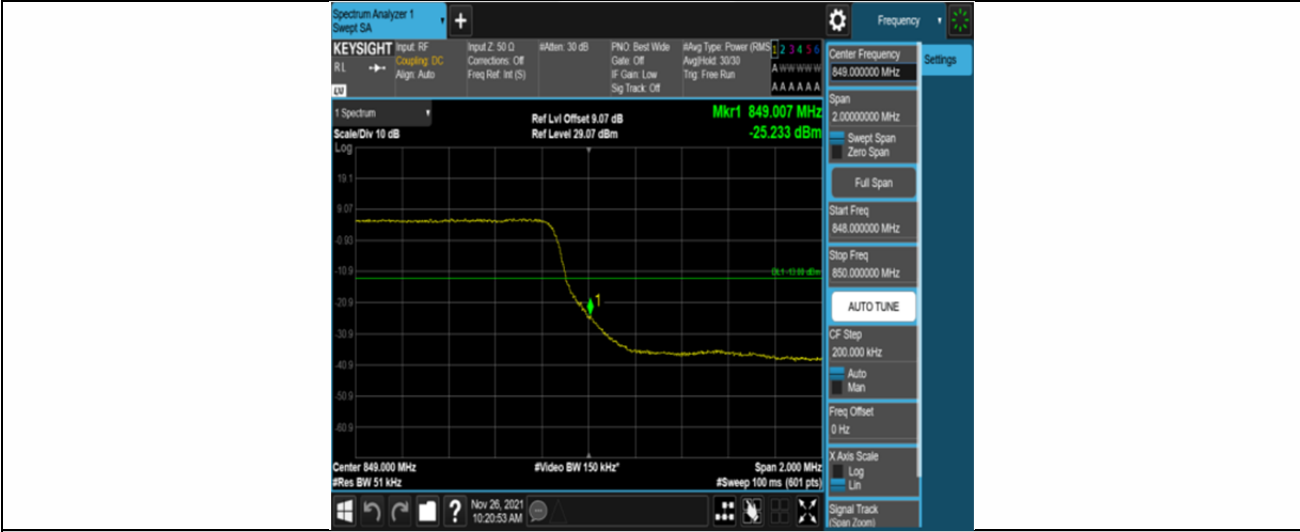 Spectrum Analyzer 1
Swept SA
+
Frequency
KEYSIGHT
RL
Input: RF
Coupling: DC
Align: Auto
Input Z: 50 Ω
Corrections: Off
Freq Ref: Int (S)
#Atten: 30 dB
PNO: Best Wide
Gate: Off
IF Gain: Low
Sig Track: Off
#Avg Type: Power (RMS
Avg|Hold: 30/30
Trig: Free Run
1 2 3 4 5 6
A W W W W W
A A A A A A
Center Frequency
849.000000 MHz
Settings
Span
2.00000000 MHz
Swept Span
Zero Span
Full Span
Start Freq
848.000000 MHz
Stop Freq
850.000000 MHz
AUTO TUNE
CF Step
200.000 kHz
Auto
Man
Freq Offset
0 Hz
X Axis Scale
Log
Lin
Signal Track
(Span Zoom)
1 Spectrum
Scale/Div 10 dB
Log
Ref Lvl Offset 9.07 dB
Ref Level 29.07 dBm
Mkr1 849.007 MHz
-25.233 dBm
19.1
9.07
-0.93
-10.9
-20.9
-30.9
-40.9
-50.9
-60.9
DL1 -13.00 dBm
1
Center 849.000 MHz
#Res BW 51 kHz
#Video BW 150 kHz*
Span 2.000 MHz
#Sweep 100 ms (601 pts)
?
Nov 26, 2021
10:20:53 AM